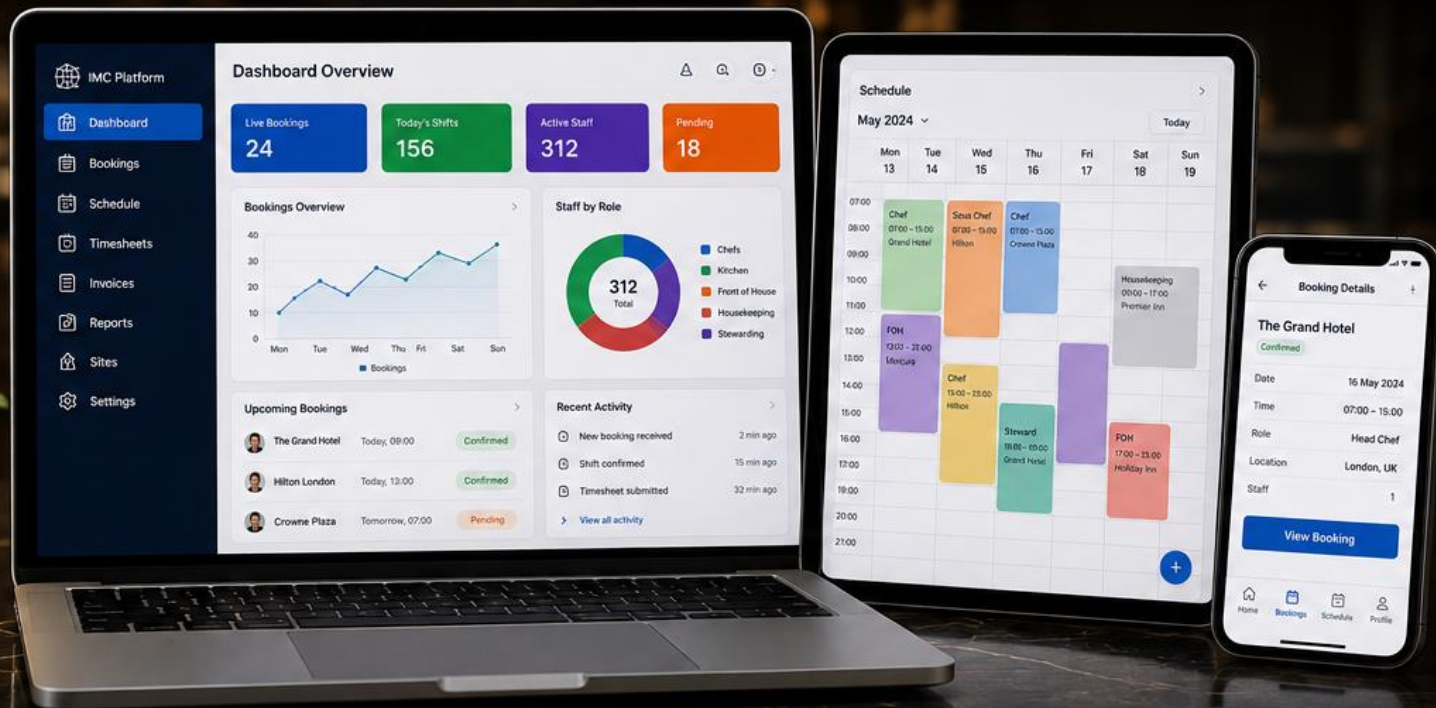 IMC Platform
Dashboard
Bookings
Schedule
Timesheets
Invoices
Reports
Sites
Settings
Dashboard Overview
Live Bookings
24
Today's Shifts
156
Active Staff
312
Pending
18
Bookings Overview
40
30
20
10
0
Mon Tue Wed Thu Fri Sat Sun
Bookings
Staff by Role
312
Total
Chefs
Kitchen
Front of House
Housekeeping
Stewarding
Upcoming Bookings
The Grand Hotel Today, 09:00 Confirmed
Hilton London Today, 13:00 Confirmed
Crowne Plaza Tomorrow, 07:00 Pending
Recent Activity
New booking received 2 min ago
Shift confirmed 15 min ago
Timesheet submitted 32 min ago
View all activity
Schedule
May 2024
Today
Mon Tue Wed Thu Fri Sat Sun
13 14 15 16 17 18 19
07:00
08:00
09:00
10:00
11:00
12:00
13:00
14:00
15:00
16:00
17:00
19:00
20:00
21:00
Chef
07:00 - 15:00
Grand Hotel
Chef
Hilton
Chef
07:00 - 15:00
Crowne Plaza
Housekeeping
Premier Inn
FOH
Chef
Hilton
Steward
Grand Hotel
FOH
17:00 - 23:00
Holiday Inn
Booking Details
The Grand Hotel
Confirmed
Date 16 May 2024
Time 07:00 - 15:00
Role Head Chef
Location London, UK
Staff 1
View Booking
Home Bookings Schedule Profile